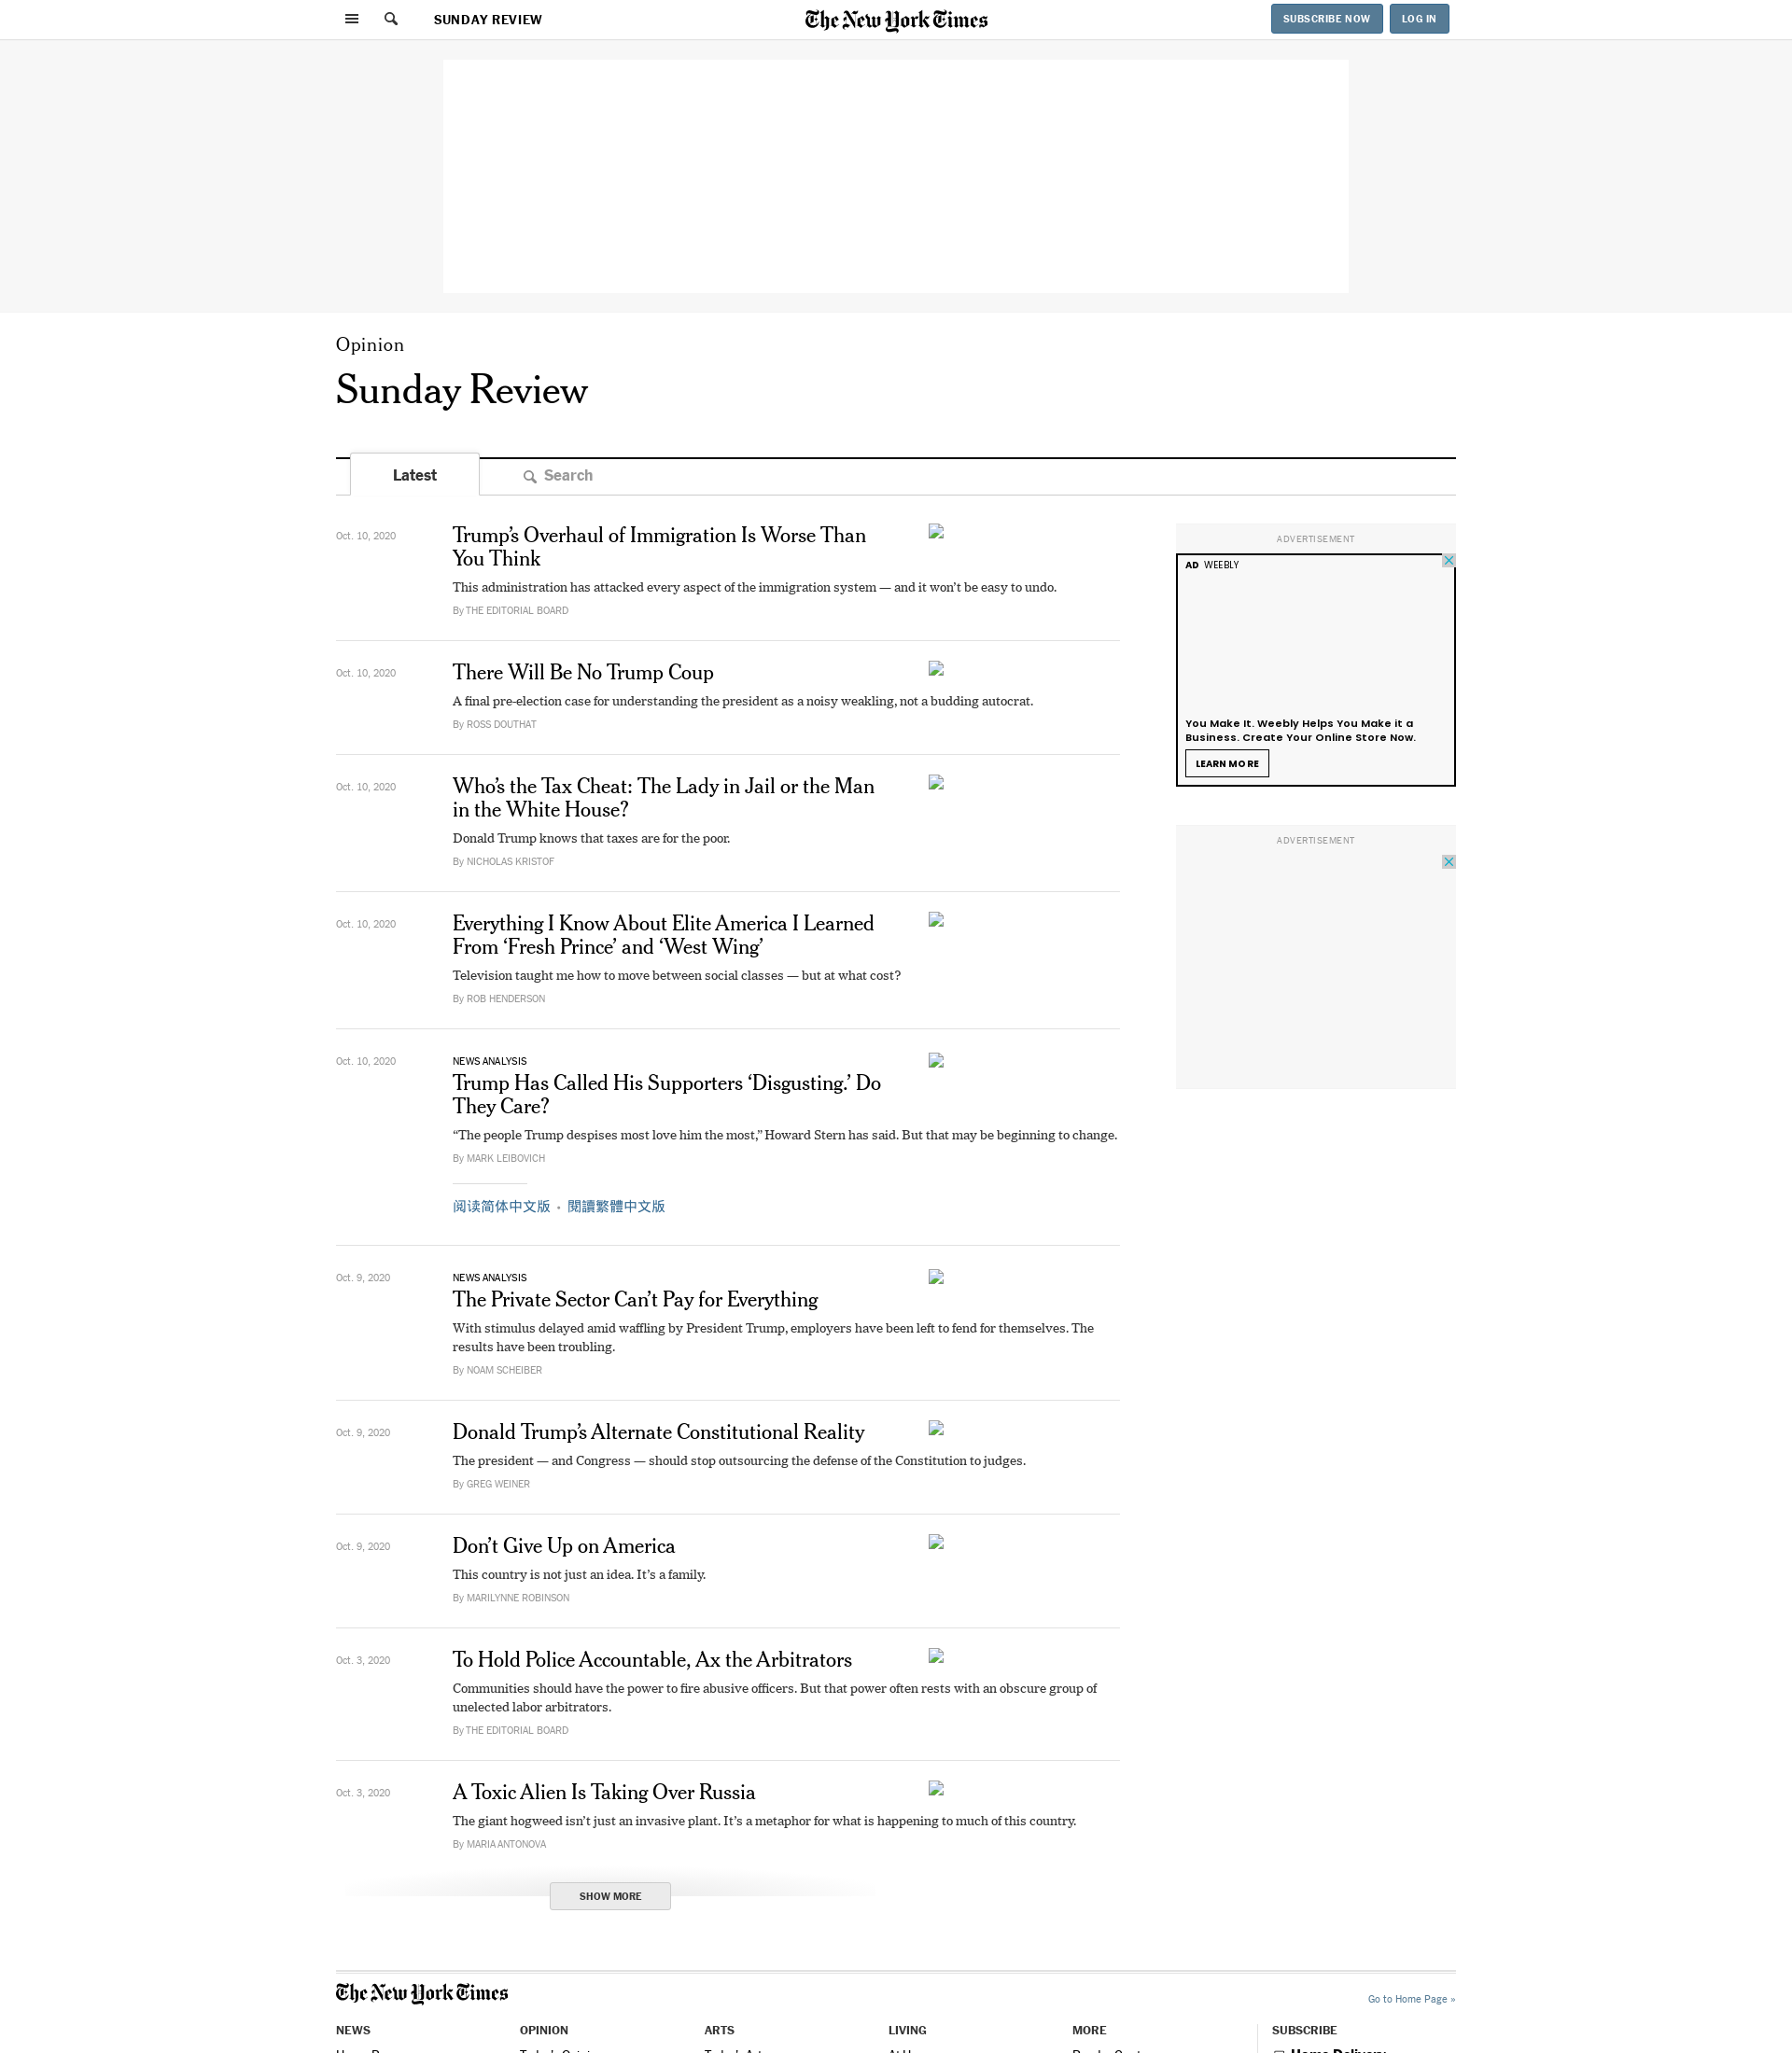 SUNDAY REVIEW
The New York Times
SUBSCRIBE NOW
LOG IN
Opinion
Sunday Review
Latest
Search
Oct. 10, 2020
Trump’s Overhaul of Immigration Is Worse Than
You Think
This administration has attacked every aspect of the immigration system — and it won’t be easy to undo.
By THE EDITORIAL BOARD
Oct. 10, 2020
There Will Be No Trump Coup
A final pre-election case for understanding the president as a noisy weakling, not a budding autocrat.
By ROSS DOUTHAT
Oct. 10, 2020
Who’s the Tax Cheat: The Lady in Jail or the Man
in the White House?
Donald Trump knows that taxes are for the poor.
By NICHOLAS KRISTOF
Oct. 10, 2020
Everything I Know About Elite America I Learned
From ‘Fresh Prince’ and ‘West Wing’
Television taught me how to move between social classes — but at what cost?
By ROB HENDERSON
Oct. 10, 2020
NEWS ANALYSIS
Trump Has Called His Supporters ‘Disgusting.’ Do
They Care?
“The people Trump despises most love him the most,” Howard Stern has said. But that may be beginning to change.
By MARK LEIBOVICH
阅读简体中文版 • 閱讀繁體中文版
Oct. 9, 2020
NEWS ANALYSIS
The Private Sector Can’t Pay for Everything
With stimulus delayed amid waffling by President Trump, employers have been left to fend for themselves. The
results have been troubling.
By NOAM SCHEIBER
Oct. 9, 2020
Donald Trump’s Alternate Constitutional Reality
The president — and Congress — should stop outsourcing the defense of the Constitution to judges.
By GREG WEINER
Oct. 9, 2020
Don’t Give Up on America
This country is not just an idea. It’s a family.
By MARILYNNE ROBINSON
Oct. 3, 2020
To Hold Police Accountable, Ax the Arbitrators
Communities should have the power to fire abusive officers. But that power often rests with an obscure group of
unelected labor arbitrators.
By THE EDITORIAL BOARD
Oct. 3, 2020
A Toxic Alien Is Taking Over Russia
The giant hogweed isn’t just an invasive plant. It’s a metaphor for what is happening to much of this country.
By MARIA ANTONOVA
SHOW MORE
ADVERTISEMENT
AD WEEBLY
You Make It. Weebly Helps You Make it a
Business. Create Your Online Store Now.
LEARN MORE
ADVERTISEMENT
The New York Times
Go to Home Page »
NEWS
OPINION
ARTS
LIVING
MORE
SUBSCRIBE